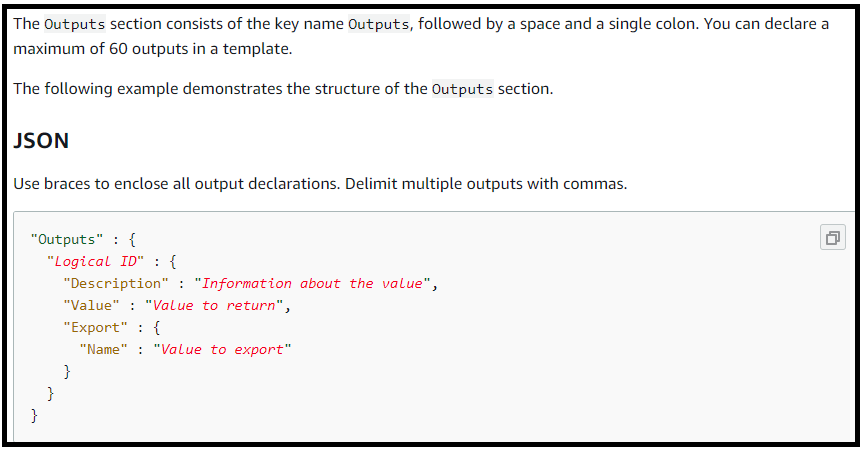 The Outputs section consists of the key name Outputs, followed by a space and a single colon. You can declare a
maximum of 60 outputs in a template.
The following example demonstrates the structure of the Outputs section.
JSON
Use braces to enclose all output declarations. Delimit multiple outputs with commas.
"Outputs" : {
  "Logical ID" : {
    "Description" : "Information about the value",
    "Value" : "Value to return",
    "Export" : {
      "Name" : "Value to export"
    }
  }
}